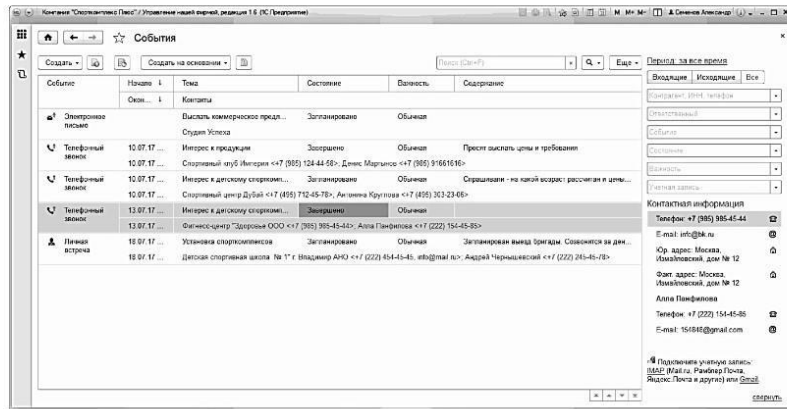 Компания "Спорткомплекс Плюс" / Управление нашей фирмой, редакция 1.6 (1С:Предприятие)
M M+ M- Семенов Александр
События
Создать Создать на основании Поиск (Ctrl+F) Еще
Событие Начало ↓ Тема Состояние Важность Содержание
Окон... ↓ Контакты
Электронное письмо Выслать коммерческое предл... Запланировано Обычная
Студия Успеха
Телефонный звонок 10.07.17 ... Интерес к продукции Завершено Обычная Просят выслать цены и требования
10.07.17 ... Спортивный клуб Империя <+7 (985) 124-44-58>; Денис Мартынов <+7 (985) 91661616>
Телефонный звонок 10.07.17 ... Интерес к детскому спорткомп... Запланировано Обычная Спрашивали - на какой возраст рассчитан и цены...
10.07.17 ... Спортивный центр Дубай <+7 (495) 712-45-78>; Антонина Круглова <+7 (495) 303-23-06>
Телефонный звонок 13.07.17 ... Интерес к детскому спорткомп... Завершено Обычная
13.07.17 ... Фитнесс-центр "Здоровье ООО <+7 (985) 985-45-44>; Алла Панфилова <+7 (222) 154-45-85>
Личная встреча 18.07.17 ... Установка спорткомплексов Запланировано Обычная Запланирован выезд бригады. Созвонится за ден...
18.07.17 ... Детская спортивная школа № 1" г. Владимир АНО <+7 (222) 454-45-45, info@mail.ru>; Андрей Чернышевский <+7 (222) 245-45-78>
Период: за все время
Входящие Исходящие Все
Контрагент, ИНН, телефон
Ответственный
Событие
Состояние
Важность
Учетная запись
Контактная информация
Телефон: +7 (985) 985-45-44
E-mail: info@bk.ru
Юр. адрес: Москва,
Измайловский, дом № 12
Факт. адрес: Москва,
Измайловский, дом № 12
Алла Панфилова
Телефон: +7 (222) 154-45-85
E-mail: 154848@gmail.com
Подключите учетную запись:
IMAP (Mail.ru, Рамблер.Почта,
Яндекс.Почта и другие) или Gmail.
свернуть